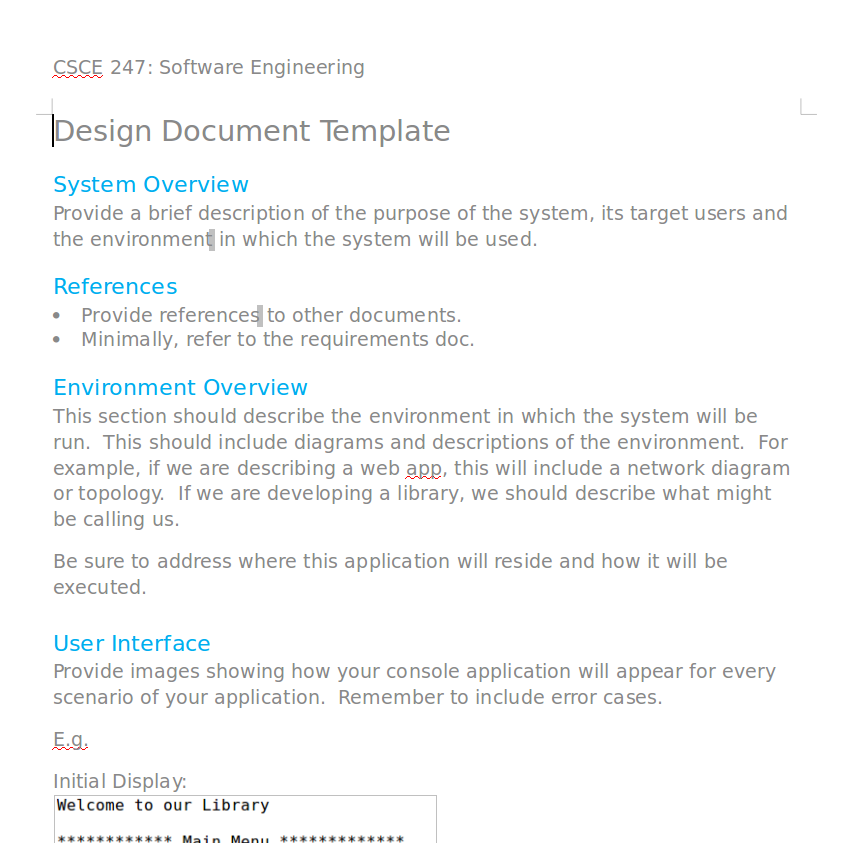 CSCE 247: Software Engineering
Design Document Template
System Overview
Provide a brief description of the purpose of the system, its target users and
the environment in which the system will be used.
References
• Provide references to other documents.
• Minimally, refer to the requirements doc.
Environment Overview
This section should describe the environment in which the system will be
run.  This should include diagrams and descriptions of the environment.  For
example, if we are describing a web app, this will include a network diagram
or topology.  If we are developing a library, we should describe what might
be calling us.
Be sure to address where this application will reside and how it will be
executed.
User Interface
Provide images showing how your console application will appear for every
scenario of your application.  Remember to include error cases.
E.g.
Initial Display:
Welcome to our Library
************ Main Menu *************